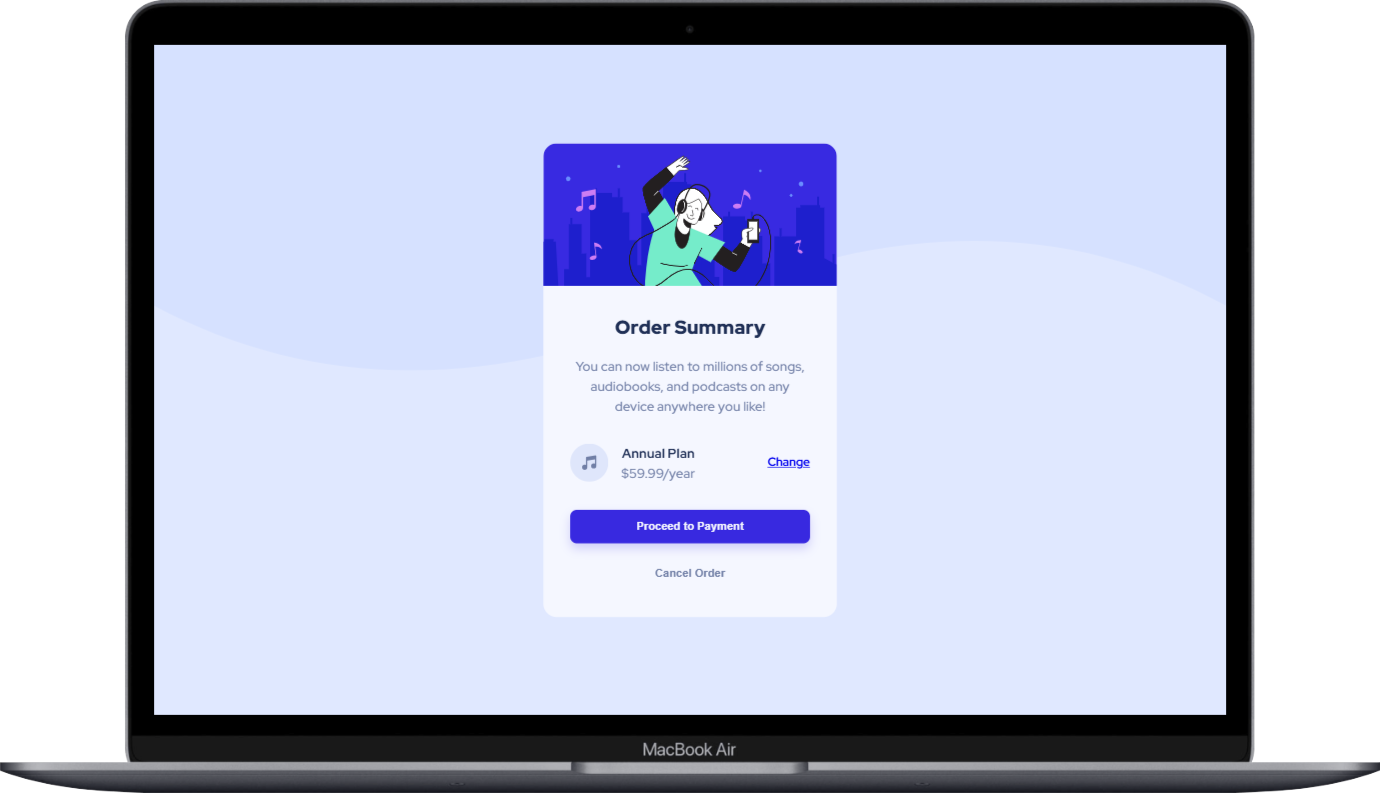 Order Summary
You can now listen to millions of songs,
audiobooks, and podcasts on any
device anywhere you like!
Annual Plan
$59.99/year
Change
Proceed to Payment
Cancel Order
MacBook Air